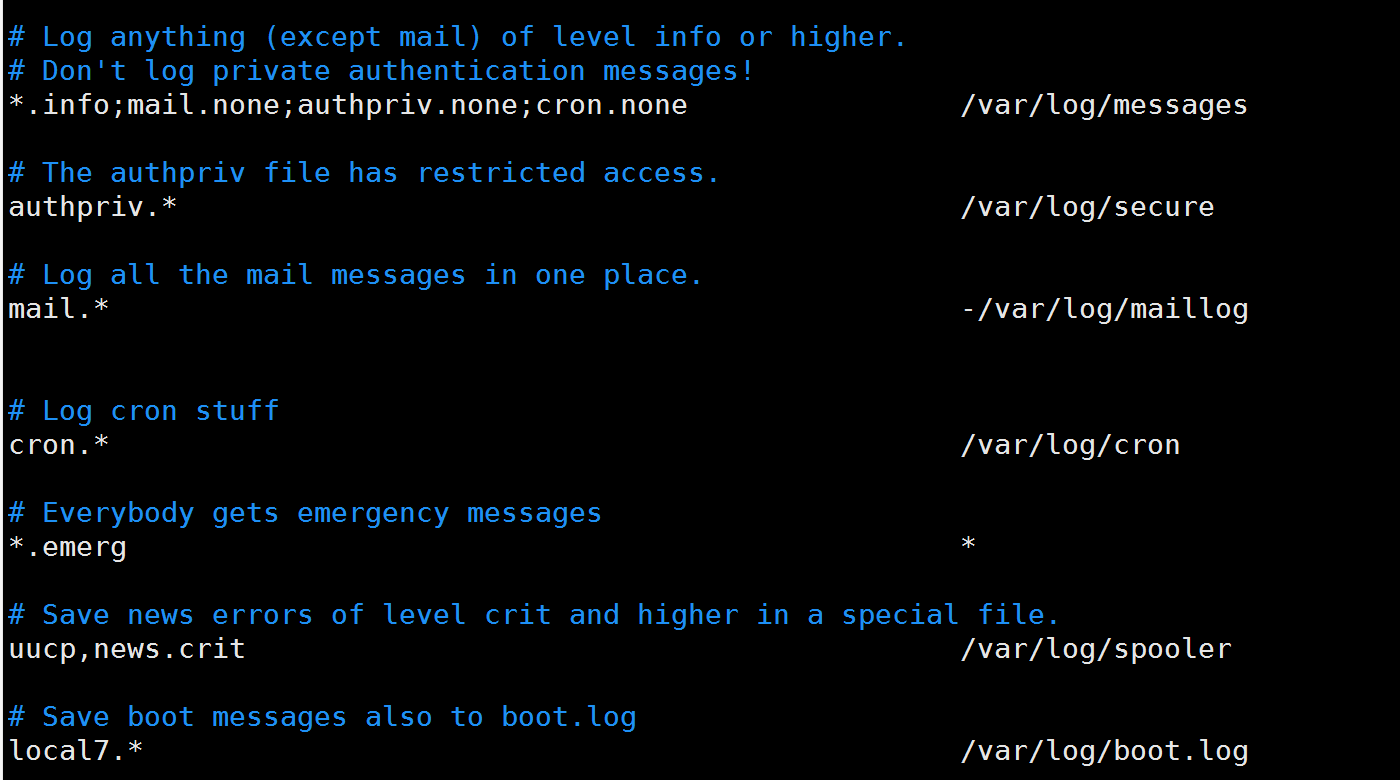 # Log anything (except mail) of level info or higher.
# Don't log private authentication messages!
*.info;mail.none;authpriv.none;cron.none                /var/log/messages
# The authpriv file has restricted access.
authpriv.*                                              /var/log/secure
# Log all the mail messages in one place.
mail.*                                                  -/var/log/maillog
# Log cron stuff
cron.*                                                  /var/log/cron
# Everybody gets emergency messages
*.emerg                                                 *
# Save news errors of level crit and higher in a special file.
uucp,news.crit                                          /var/log/spooler
# Save boot messages also to boot.log
local7.*                                                /var/log/boot.log